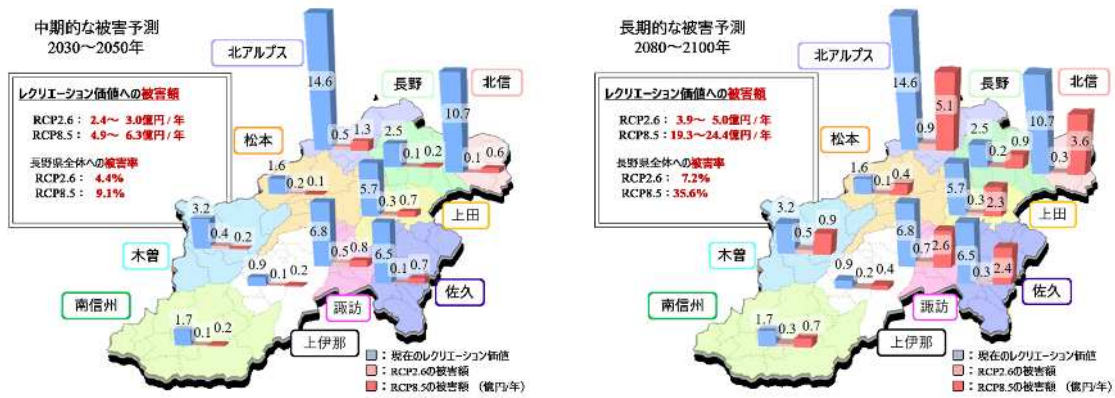 中期的な被害予測
2030～2050年
レクリエーション価値への被害額
RCP2.6： 2.4～ 3.0億円/年
RCP8.5： 4.9～ 6.3億円/年
長野県全体への被害率
RCP2.6： 4.4%
RCP8.5： 9.1%
北アルプス
14.6
0.5
1.3
長野
2.5
0.1
0.2
北信
10.7
0.1
0.6
松本
1.6
0.2
0.1
5.7
0.3
0.7
上田
3.2
0.4
0.2
木曽
6.8
0.5
0.8
諏訪
6.5
0.1
0.7
佐久
0.9
0.1
0.2
上伊那
南信州
1.7
0.1
0.2
：現在のレクリエーション価値
：RCP2.6の被害額
：RCP8.5の被害額 （億円/年）
長期的な被害予測
2080～2100年
レクリエーション価値への被害額
RCP2.6： 3.9～ 5.0億円/年
RCP8.5：19.3～24.4億円/年
長野県全体への被害率
RCP2.6： 7.2%
RCP8.5： 35.6%
北アルプス
14.6
0.9
5.1
長野
2.5
0.2
0.9
北信
10.7
0.3
3.6
松本
1.6
0.1
0.4
5.7
0.3
2.3
上田
3.2
0.5
0.9
木曽
6.8
0.7
2.6
諏訪
6.5
0.3
2.4
佐久
0.9
0.2
0.4
上伊那
南信州
1.7
0.3
0.7
：現在のレクリエーション価値
：RCP2.6の被害額
：RCP8.5の被害額 （億円/年）